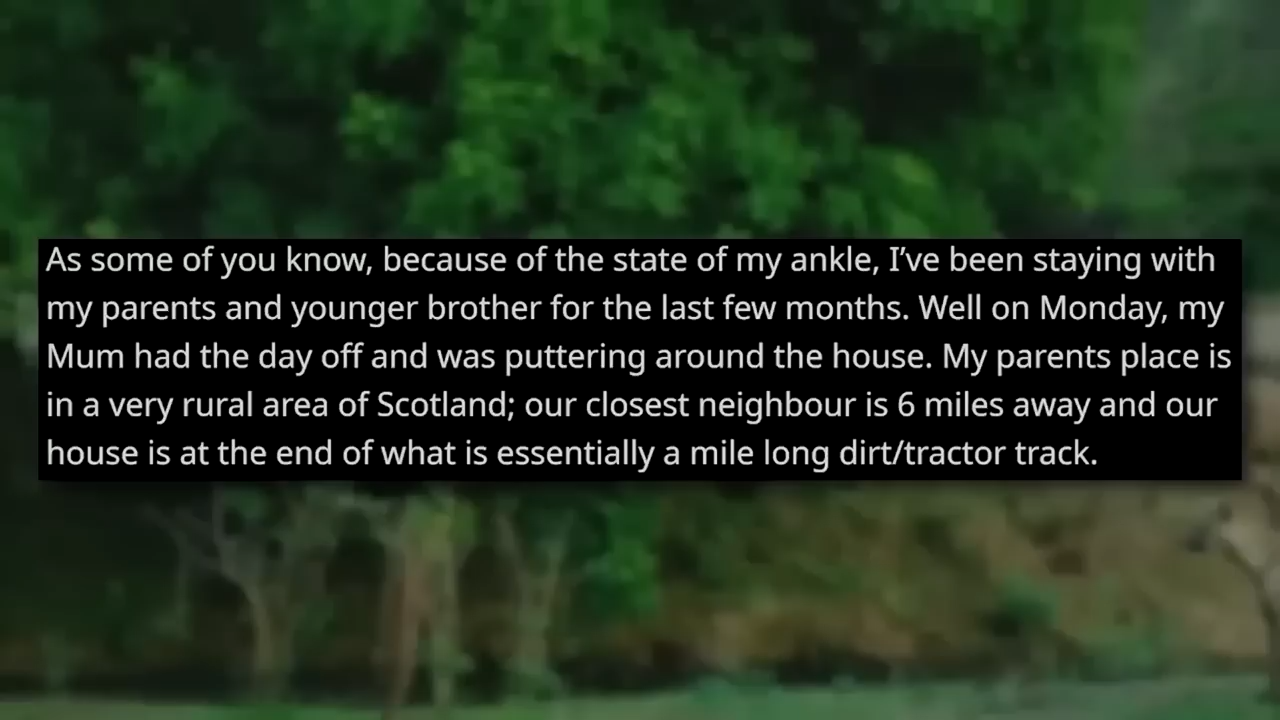 As some of you know, because of the state of my ankle, I’ve been staying with
my parents and younger brother for the last few months. Well on Monday, my
Mum had the day off and was puttering around the house. My parents place is
in a very rural area of Scotland; our closest neighbour is 6 miles away and our
house is at the end of what is essentially a mile long dirt/tractor track.